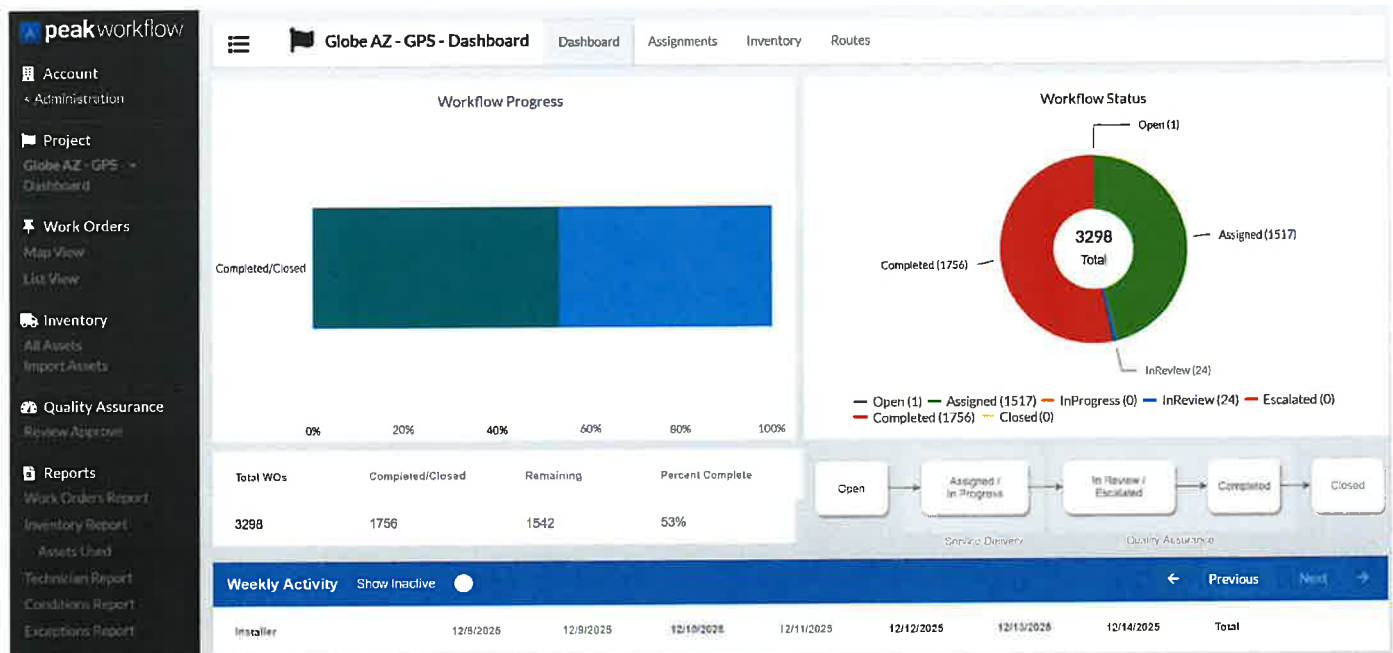 peakworkflow
Account
< Administration
Project
Globe AZ - GPS -
Dashboard
Work Orders
Map View
List View
Inventory
All Assets
Import Assets
Quality Assurance
Review Approve
Reports
Work Orders Report
Inventory Report
Assets Used
Technician Report
Conditions Report
Exceptions Report
Globe AZ - GPS - Dashboard Dashboard Assignments Inventory Routes
Workflow Progress
Completed/Closed
0% 20% 40% 60% 80% 100%
Workflow Status
Open (1)
Assigned (1517)
Completed (1756)
3298
Total
InReview (24)
Open (1) Assigned (1517) InProgress (0) InReview (24) Escalated (0)
Completed (1756) Closed (0)
Total WOs Completed/Closed Remaining Percent Complete
3298 1756 1542 53%
Open
Assigned /
In Progress
In Review /
Escalated
Completed
Closed
Service Delivery
Quality Assurance
Weekly Activity Show Inactive Previous Next
Installer 12/8/2025 12/9/2025 12/10/2025 12/11/2025 12/12/2025 12/13/2025 12/14/2025 Total